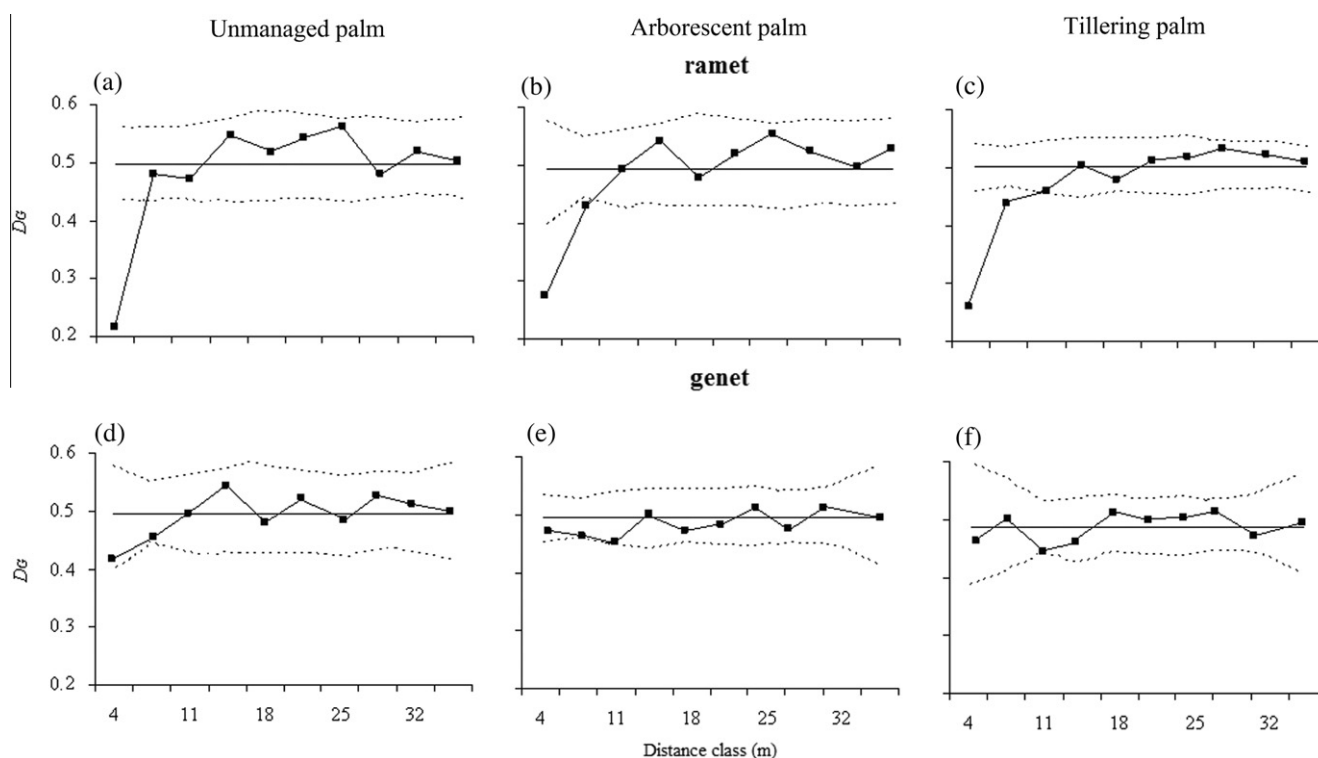 Unmanaged palm Arborescent palm Tillering palm
ramet
(a) (b) (c)
0.6
0.5
0.4
0.3
0.2
DG
genet
(d) (e) (f)
0.6
0.5
0.4
0.3
0.2
DG
4 11 18 25 32 4 11 18 25 32 4 11 18 25 32
Distance class (m)